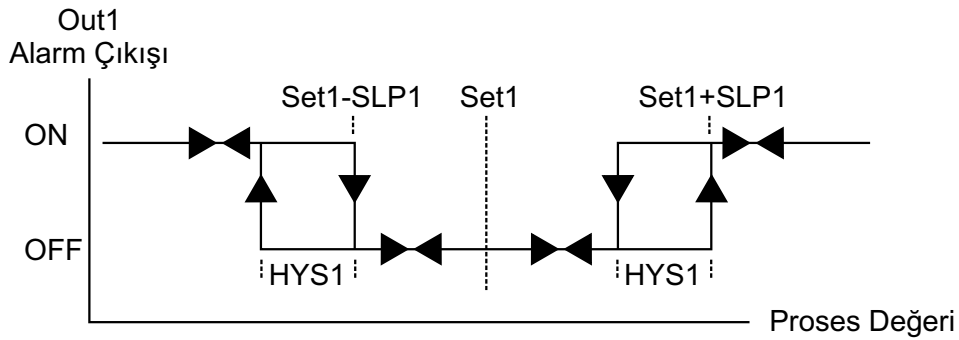 Out1
Alarm Çıkışı
Set1-SLP1 Set1 Set1+SLP1
ON
OFF
HYS1 HYS1
Proses Değeri